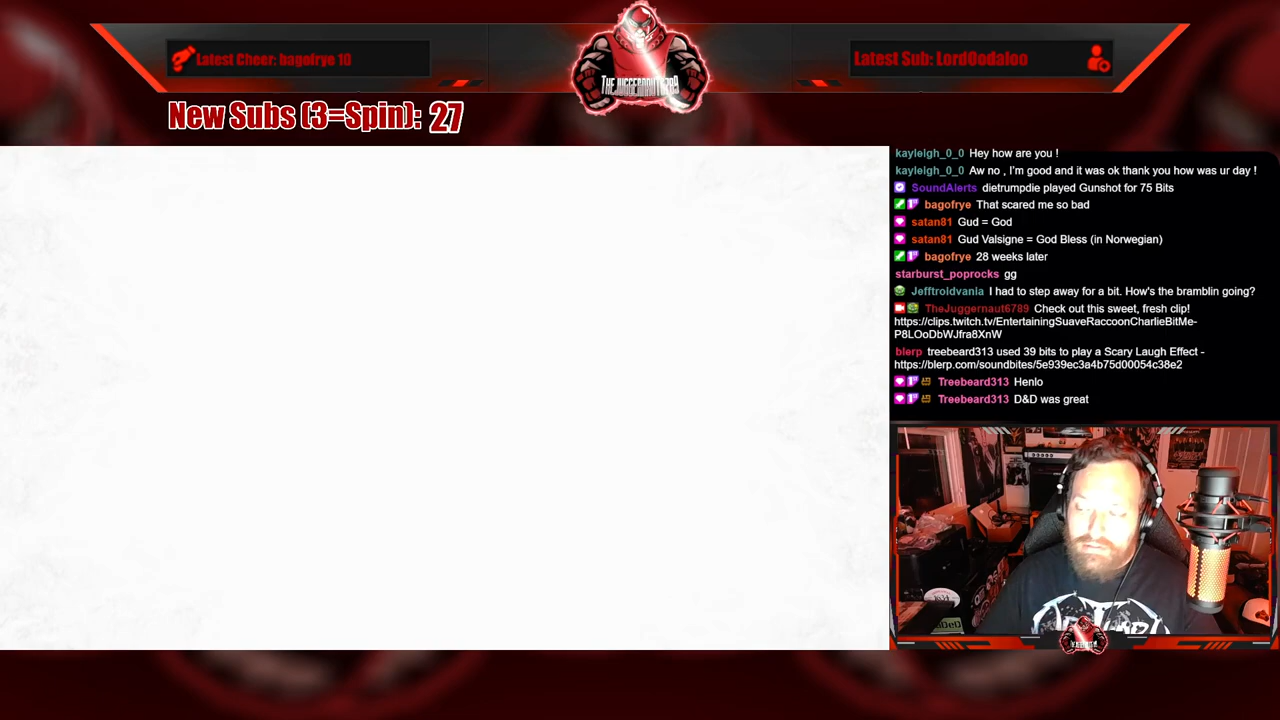 Latest Cheer: bagofrye 10
THEJUGGERNAUT6789
Latest Sub: LordOodaloo
New Subs (3=Spin): 27
kayleigh_0_0 Hey how are you !
kayleigh_0_0 Aw no , I'm good and it was ok thank you how was ur day !
SoundAlerts dietrumpdie played Gunshot for 75 Bits
bagofrye That scared me so bad
satan81 Gud = God
satan81 Gud Valsigne = God Bless (in Norwegian)
bagofrye 28 weeks later
starburst_poprocks gg
Jefftroidvania I had to step away for a bit. How's the bramblin going?
TheJuggernaut6789 Check out this sweet, fresh clip!
https://clips.twitch.tv/EntertainingSuaveRaccoonCharlieBitMe-
P8LOoDbWJfra8XnW
blerp treebeard313 used 39 bits to play a Scary Laugh Effect -
https://blerp.com/soundbites/5e939ec3a4b75d00054c38e2
Treebeard313 Henlo
Treebeard313 D&D was great